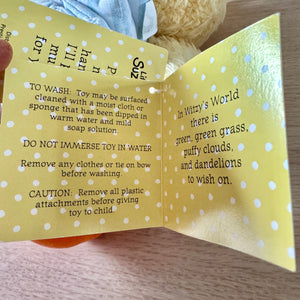 TO WASH: Toy may be surfaced
cleaned with a moist cloth or
sponge that has been dipped in
warm water and mild
soap solution.
DO NOT IMMERSE TOY IN WATER
Remove any clothes or tie on bow
before washing.
CAUTION: Remove all plastic
attachments before giving
toy to child.
In Witzy's World
there is
green, green grass,
puffy clouds,
and dandelions
to wish on.